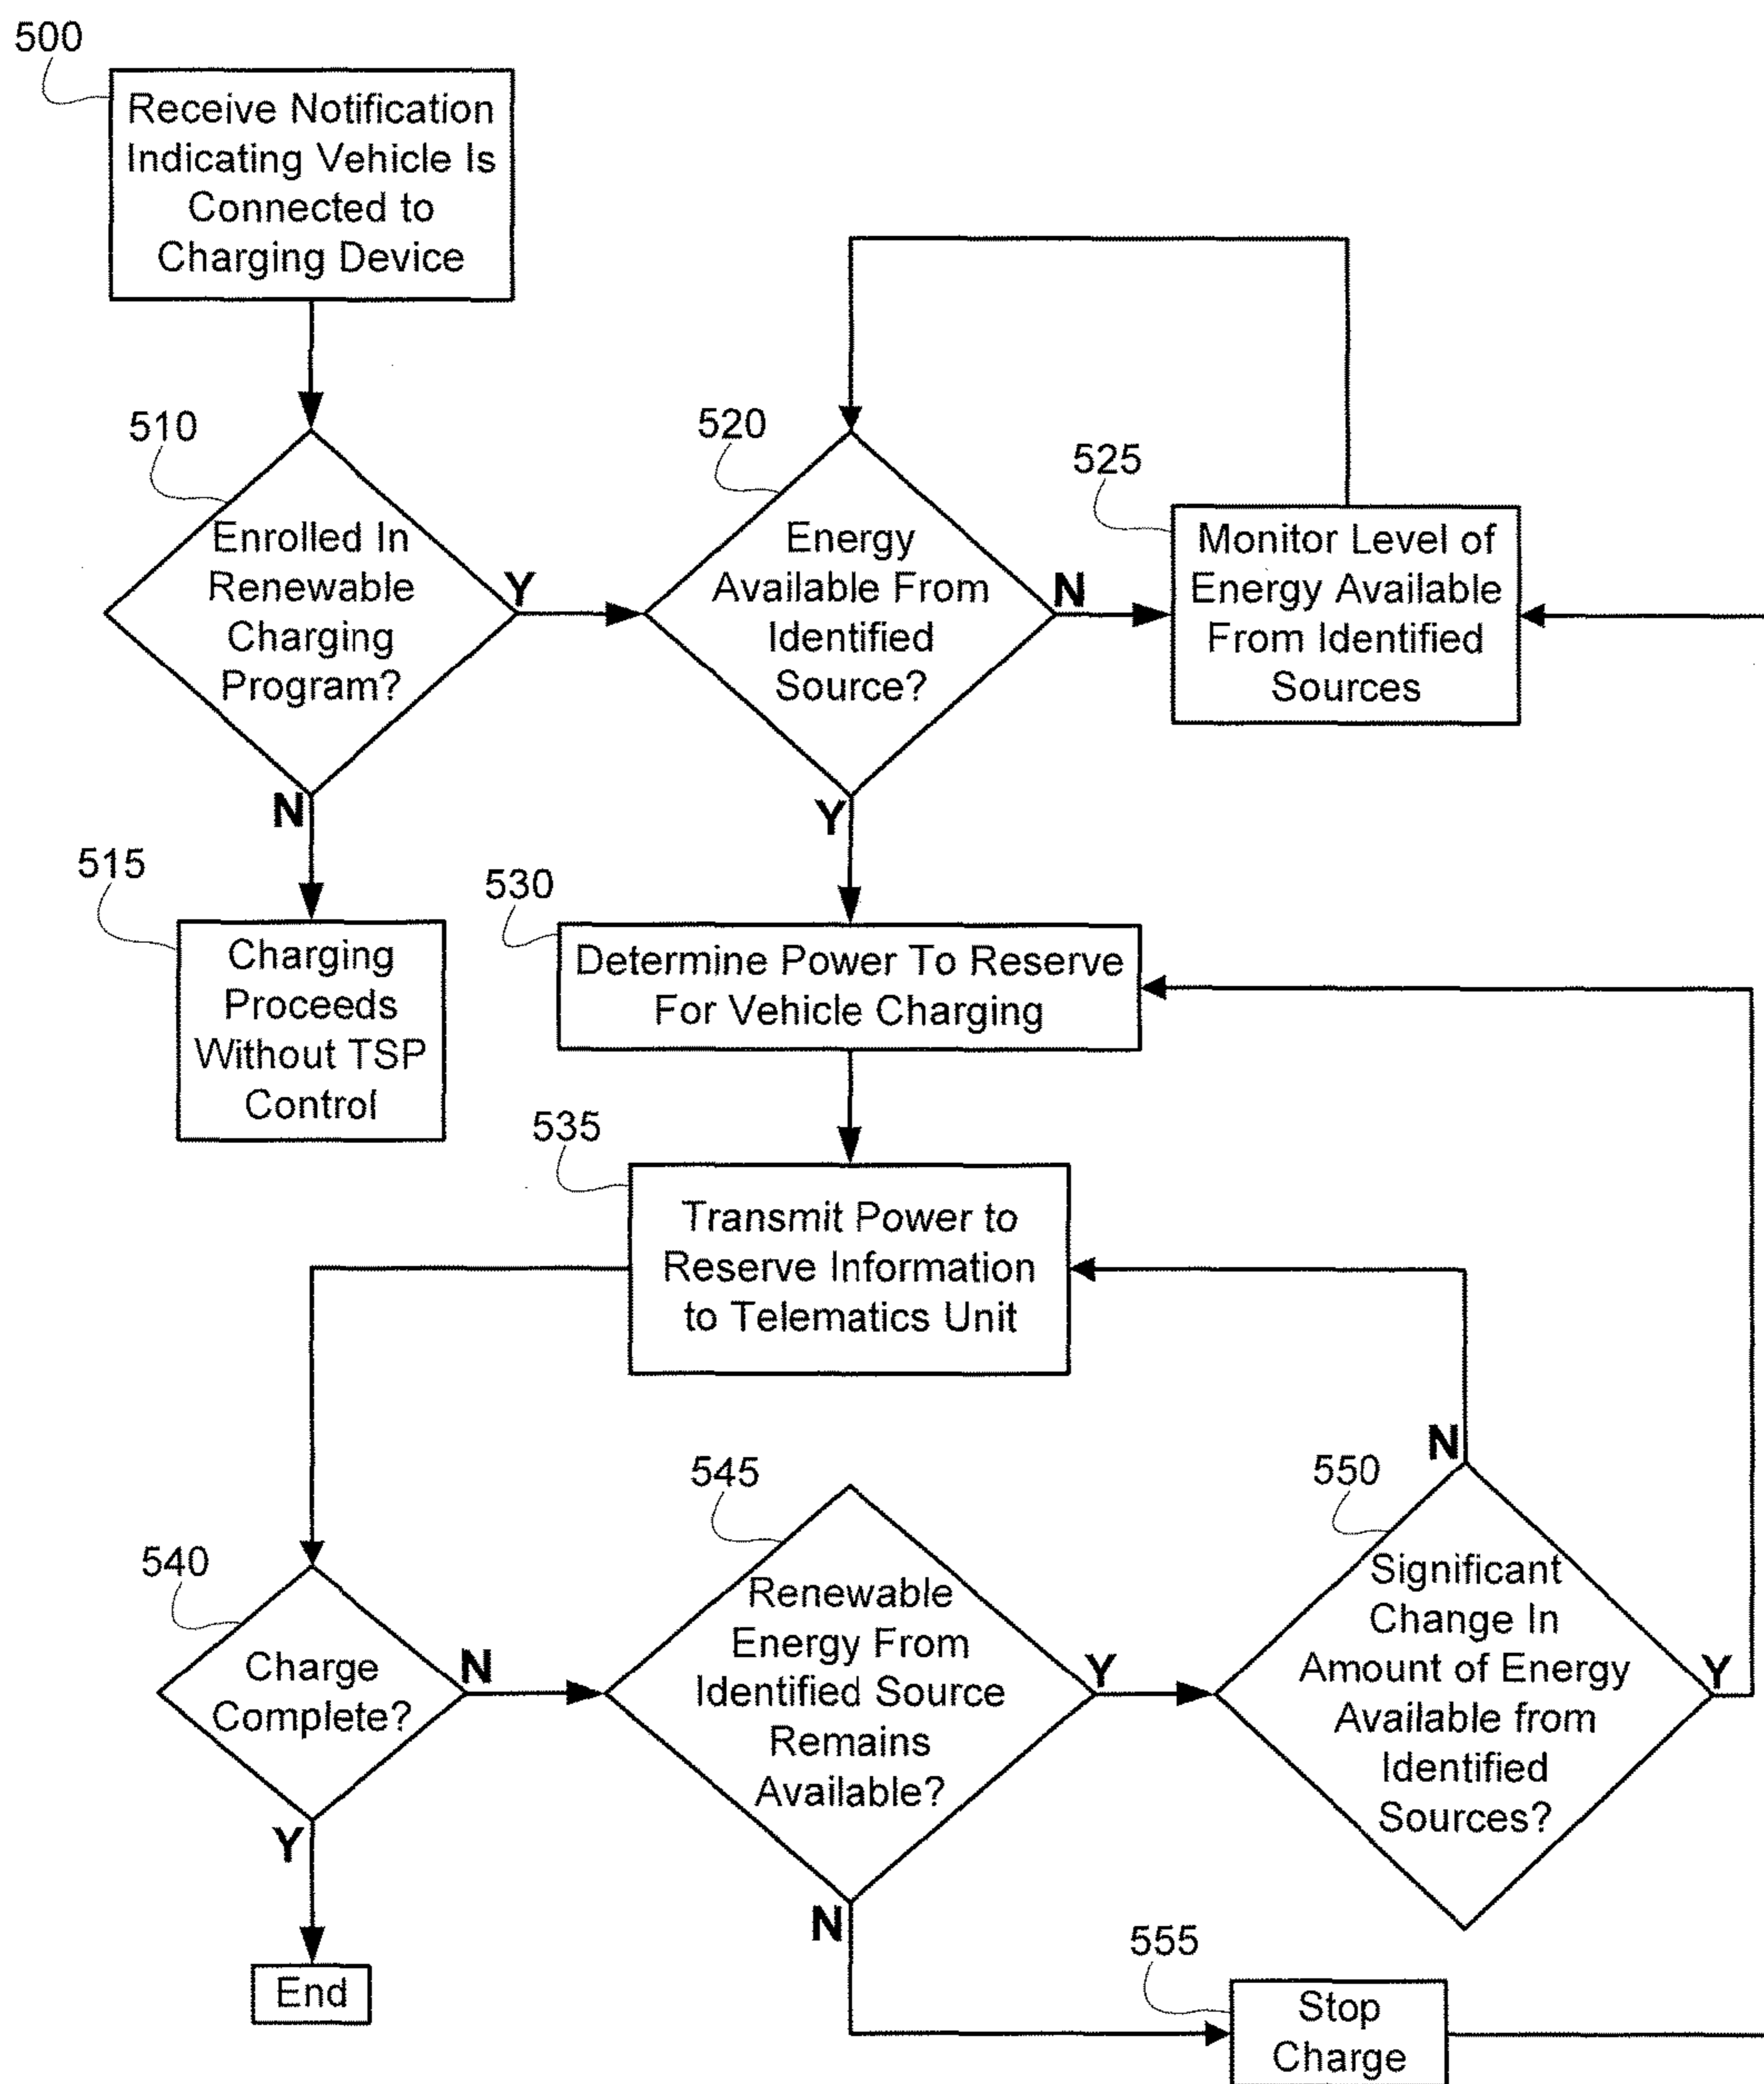 500
Receive Notification
Indicating Vehicle Is
Connected to
Charging Device
510
Enrolled In
Renewable
Charging
Program?
Y
N
520
Energy
Available From
Identified
Source?
N
Y
525
Monitor Level of
Energy Available
From Identified
Sources
515
Charging
Proceeds
Without TSP
Control
530
Determine Power To Reserve
For Vehicle Charging
535
Transmit Power to
Reserve Information
to Telematics Unit
540
Charge
Complete?
N
Y
545
Renewable
Energy From
Identified Source
Remains
Available?
Y
N
550
Significant
Change In
Amount of Energy
Available from
Identified
Sources?
N
Y
End
555
Stop
Charge